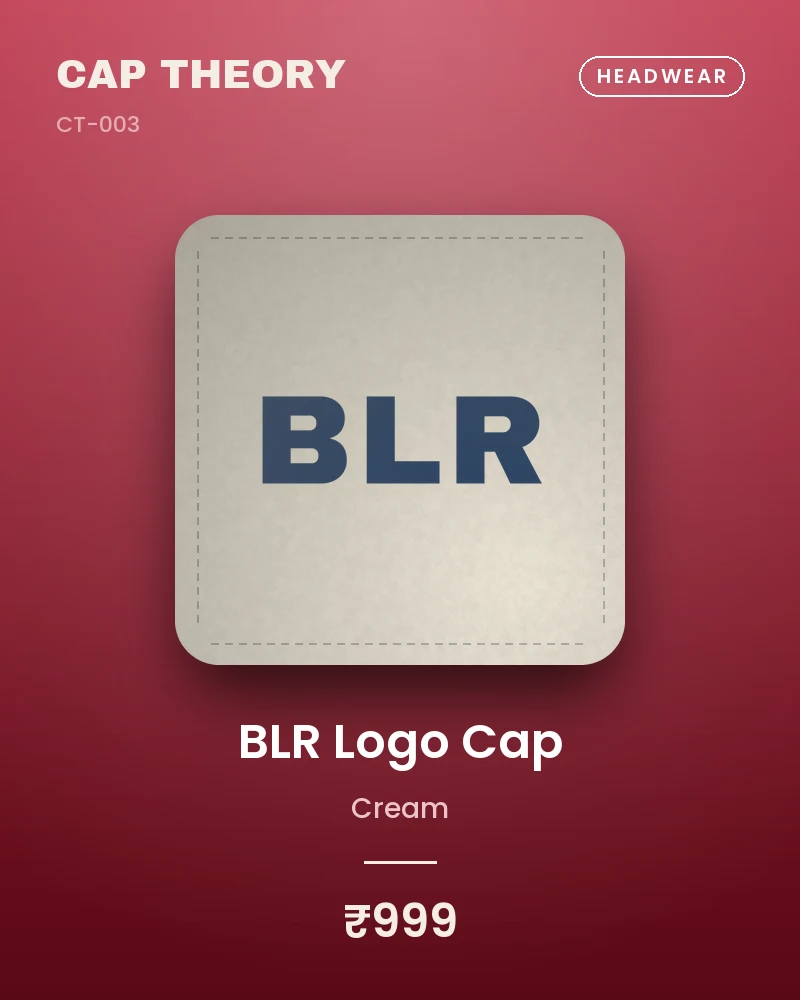 CAP THEORY
HEADWEAR
CT-003
BLR
BLR Logo Cap
Cream
₹999